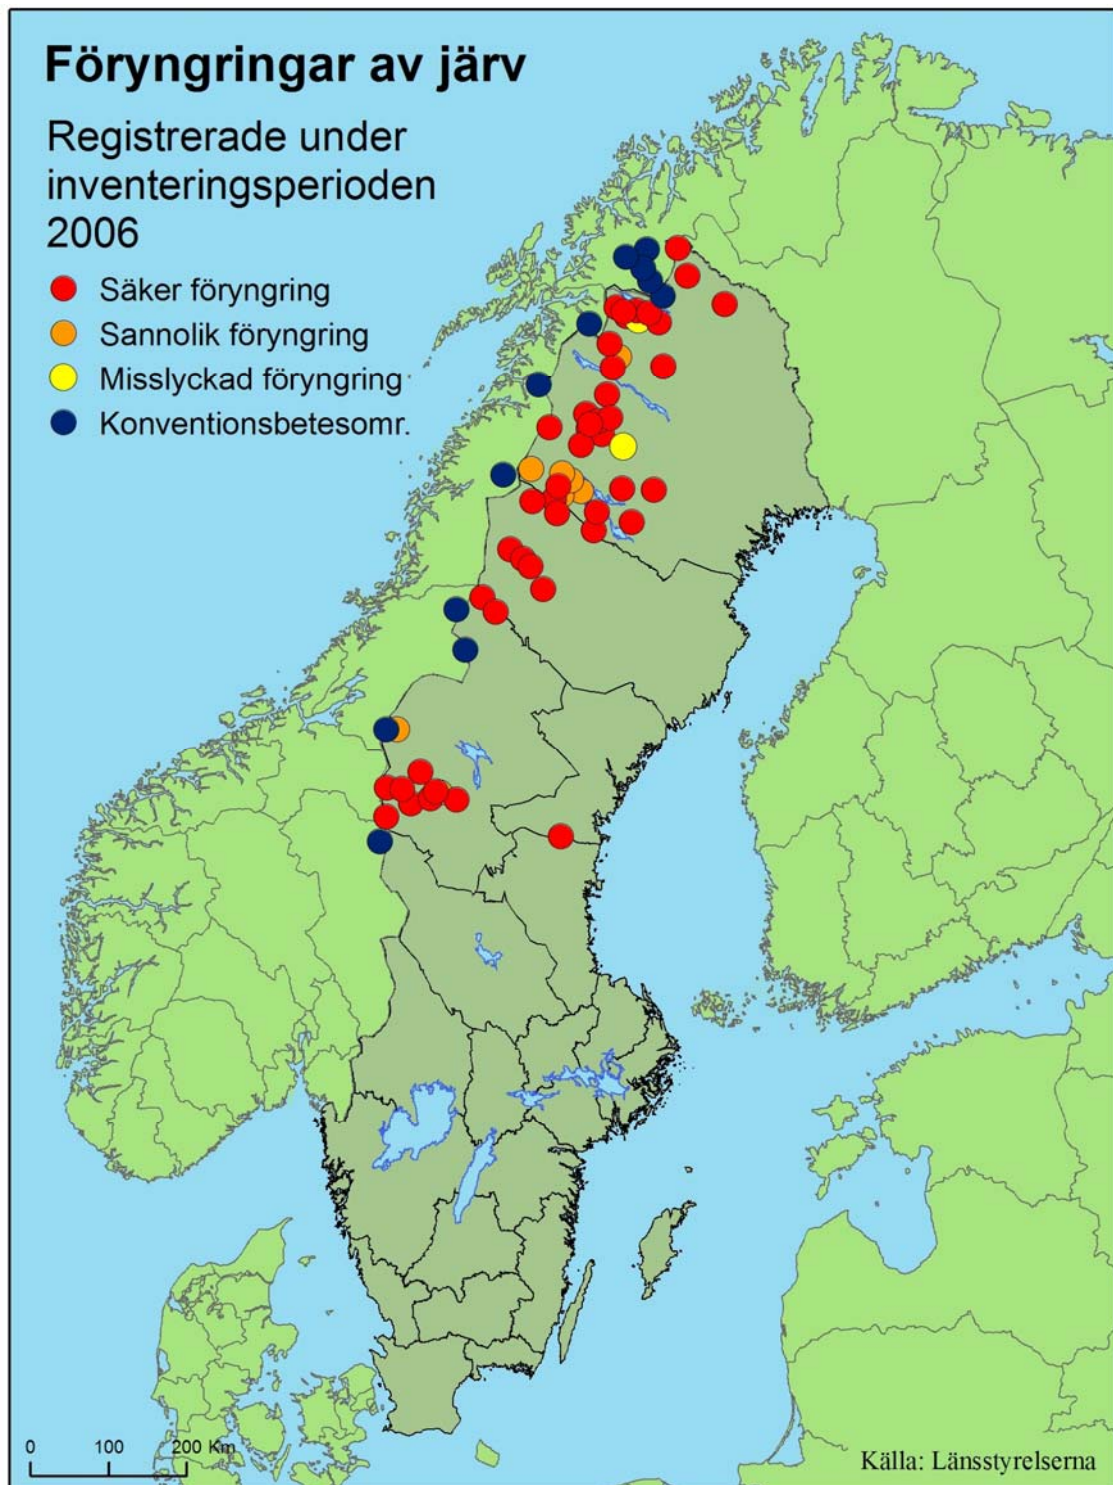 Föryngringar av järv
Registrerade under
inventeringsperioden
2006
Säker föryngring
Sannolik föryngring
Misslyckad föryngring
Konventionsbetesomr.
0 100 200 Km
Källa: Länsstyrelserna